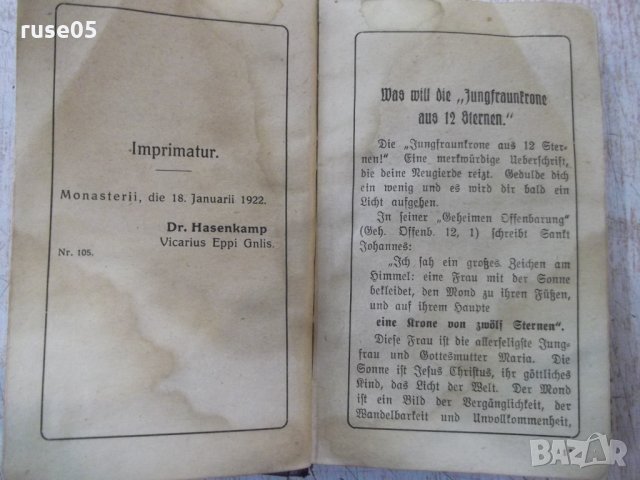 ruse05
Imprimatur.
Monasterii, die 18. Januarii 1922.
Dr. Hasenkamp
Vicarius Eppi Gnlis.
Nr. 105.
Was will die „Jungfraunkrone
aus 12 Sternen."
Die „Jungfraunkrone aus 12 Ster-
nen!" Eine merkwürdige Ueberschrift,
die deine Neugierde reizt. Gedulde dich
ein wenig und es wird dir bald ein
Licht aufgehen.
In seiner „Geheimen Offenbarung"
(Geh. Offenb. 12, 1) schreibt Sankt
Johannes:
„Ich sah ein großes Zeichen am
Himmel: eine Frau mit der Sonne
bekleidet, den Mond zu ihren Füßen,
und auf ihrem Haupte
eine Krone von zwölf Sternen".
Diese Frau ist die allerseligste Jung-
frau und Gottesmutter Maria. Die
Sonne ist Jesus Christus, ihr göttliches
Kind, das Licht der Welt. Der Mond
ist ein Bild der Vergänglichkeit, der
Wandelbarkeit und Unvollkommenheit,
BAZAR